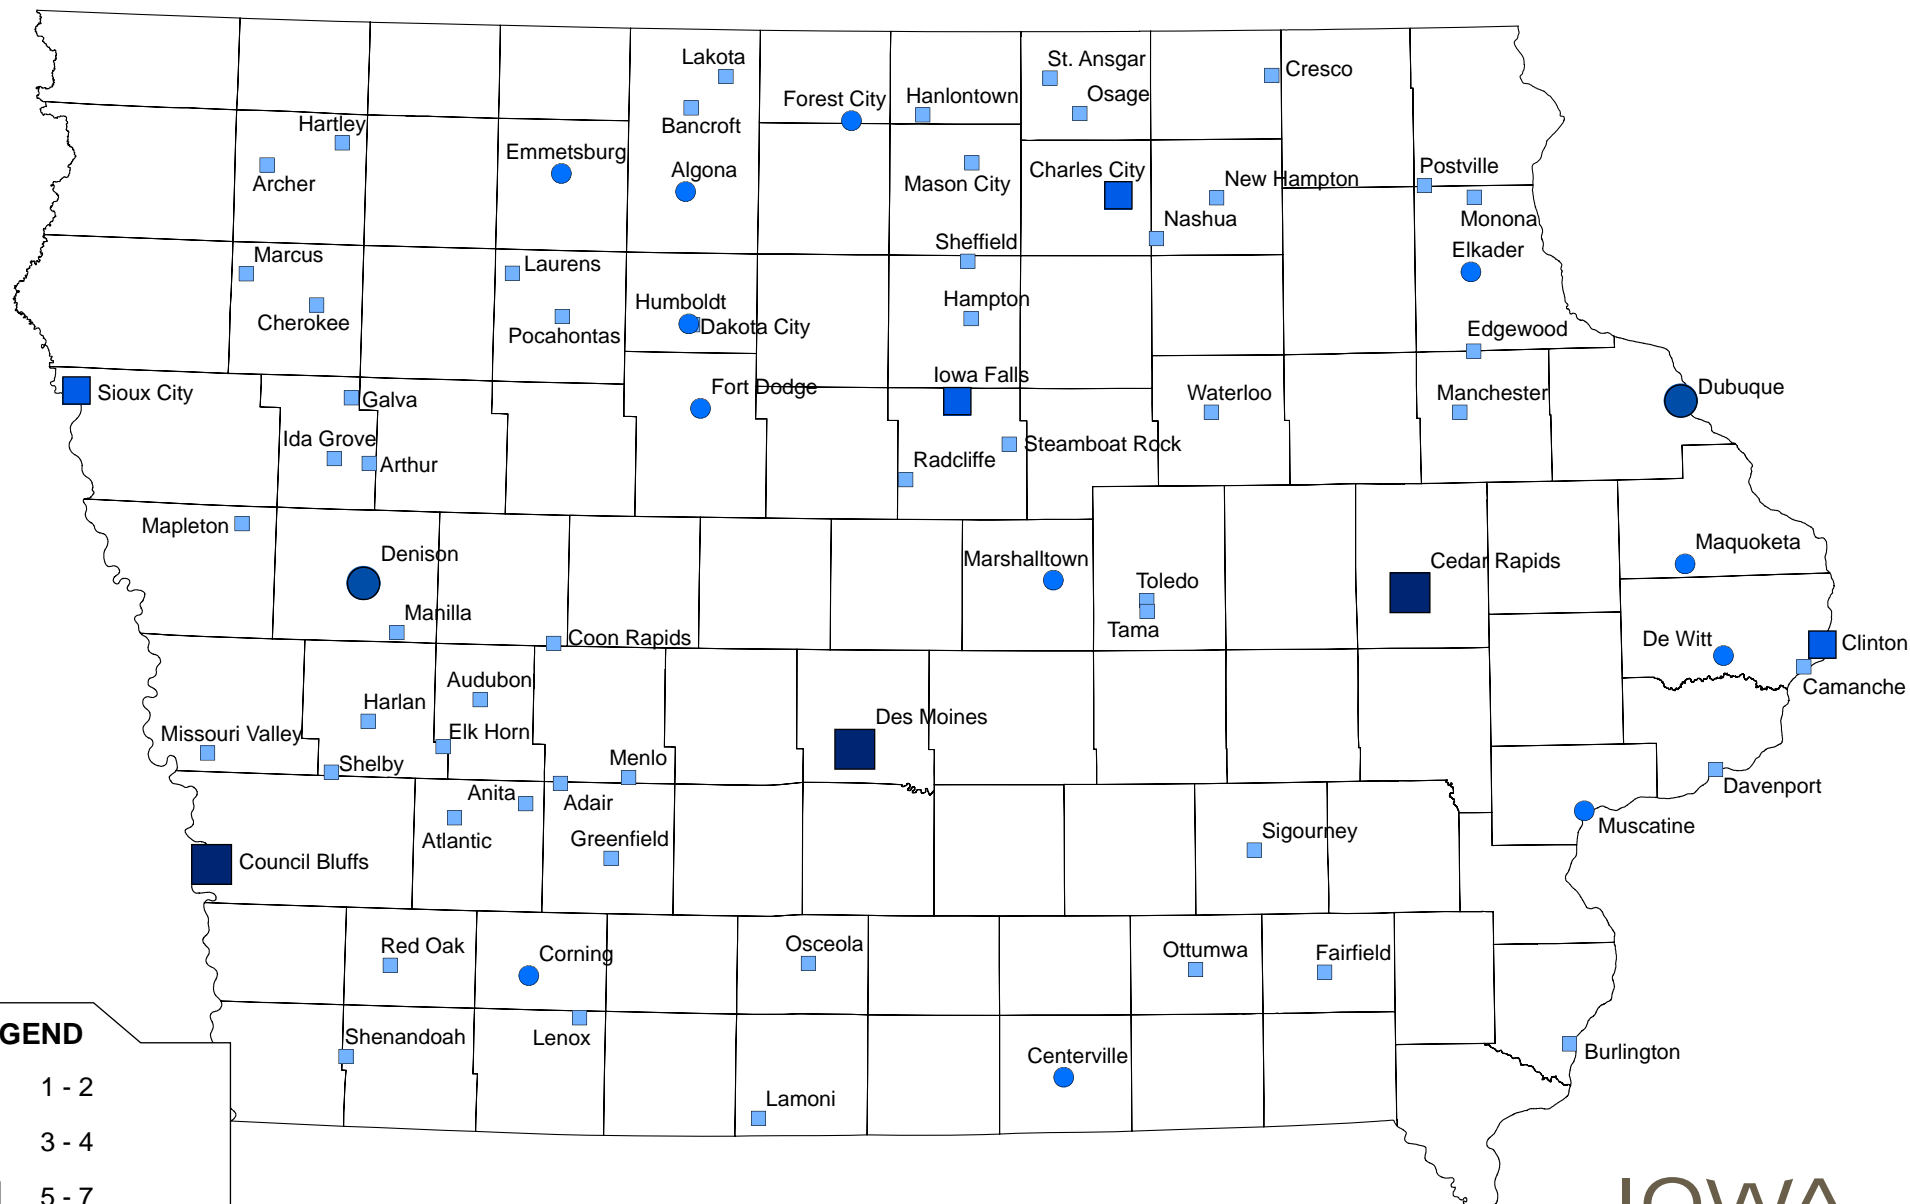 Lakota
St. Ansgar
Cresco
Forest City
Hanlontown
Osage
Bancroft
Hartley
Emmetsburg
Algona
Archer
Mason City
Charles City
New Hampton
Postville
Nashua
Monona
Sheffield
Elkader
Marcus
Laurens
Humboldt
Hampton
Cherokee
Dakota City
Pocahontas
Edgewood
Iowa Falls
Sioux City
Galva
Fort Dodge
Waterloo
Manchester
Dubuque
Ida Grove
Arthur
Steamboat Rock
Radcliffe
Mapleton
Denison
Marshalltown
Cedar Rapids
Maquoketa
Toledo
Manilla
Tama
Coon Rapids
De Witt
Clinton
Audubon
Camanche
Harlan
Des Moines
Missouri Valley
Elk Horn
Shelby
Menlo
Davenport
Anita
Adair
Atlantic
Greenfield
Sigourney
Muscatine
Council Bluffs
Red Oak
Corning
Osceola
Ottumwa
Fairfield
Shenandoah
Lenox
Centerville
Burlington
Lamoni
GEND
1 - 2
3 - 4
5 - 7
IOWA